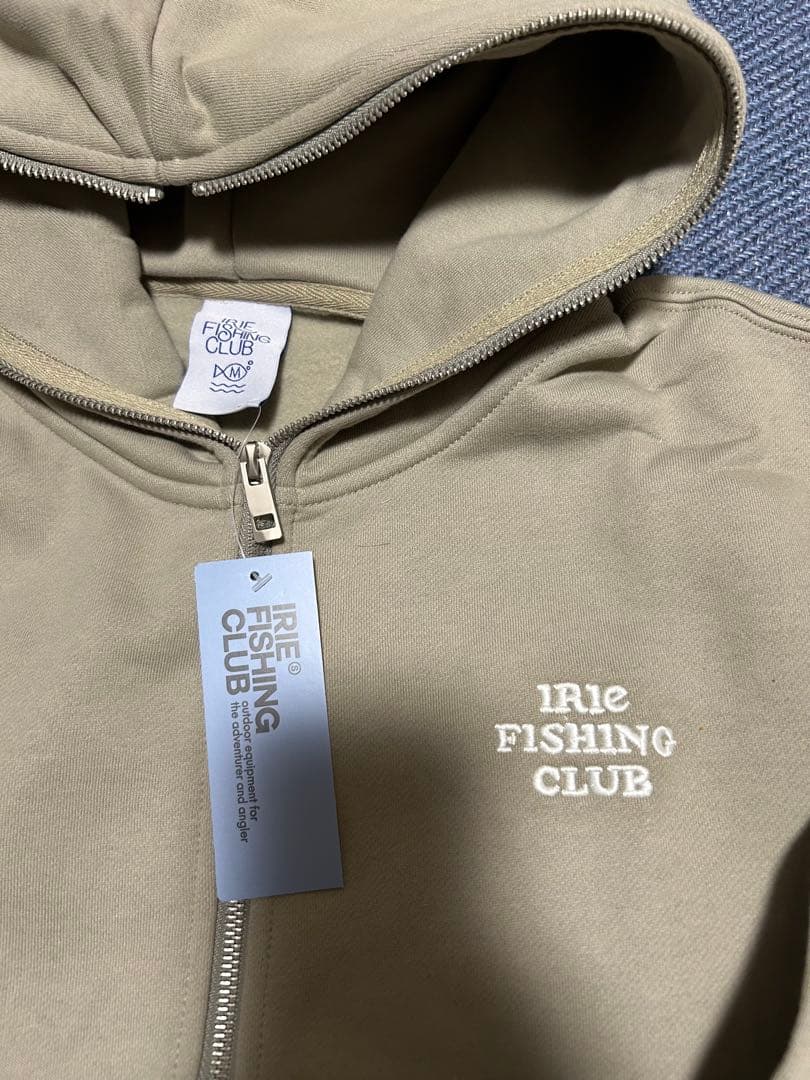 IRIE
FISHING
CLUB
M
IRIE S
FISHING
CLUB
outdoor equipment for
the adventurer and angler
IRIe
FISHING
CLUB